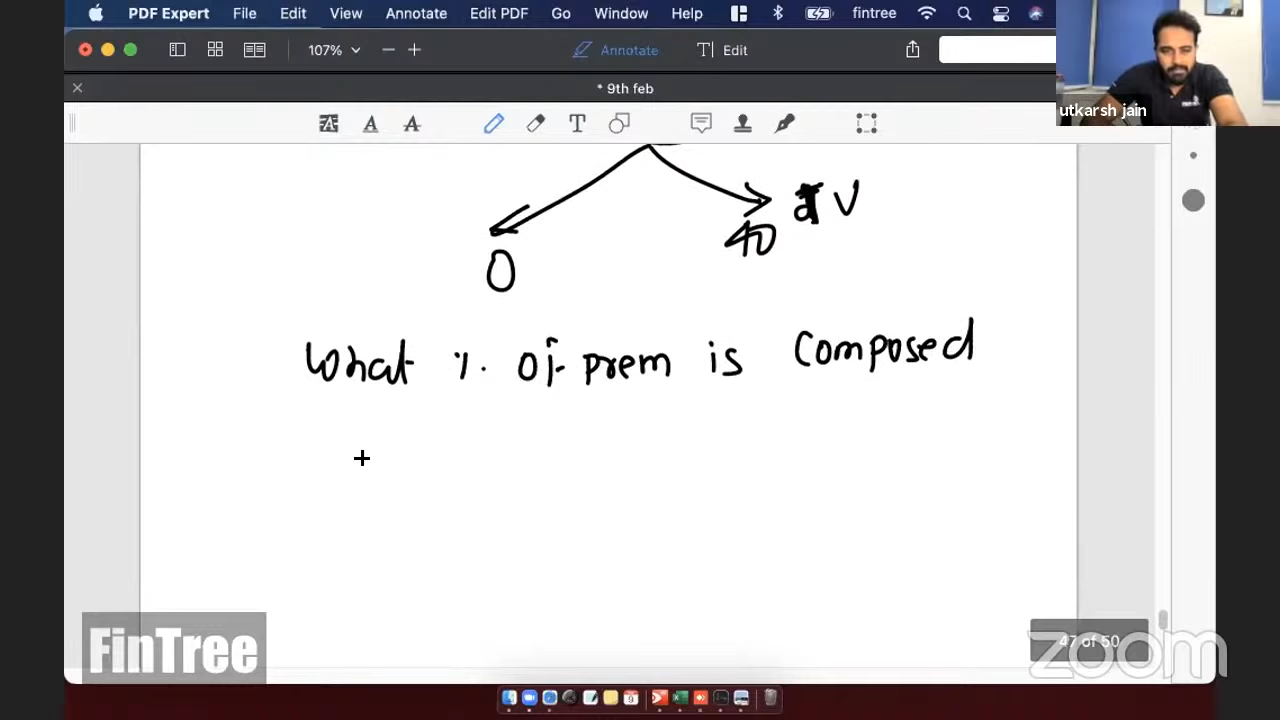 PDF Expert File Edit View Annotate Edit PDF Go Window Help fintree
107% Annotate T Edit
* 9th feb
utkarsh jain
V
0 40
What %. of prem is composed
FinTree
47 of 50
zoom